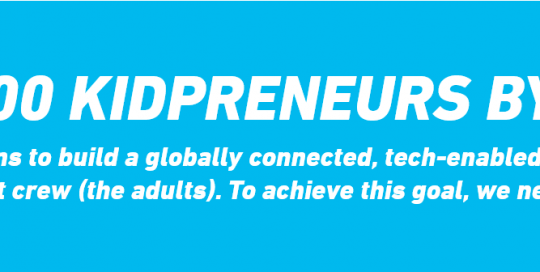 00 KIDPRENEURS BY
ns to build a globally connected, tech-enabled
t crew (the adults). To achieve this goal, we ne